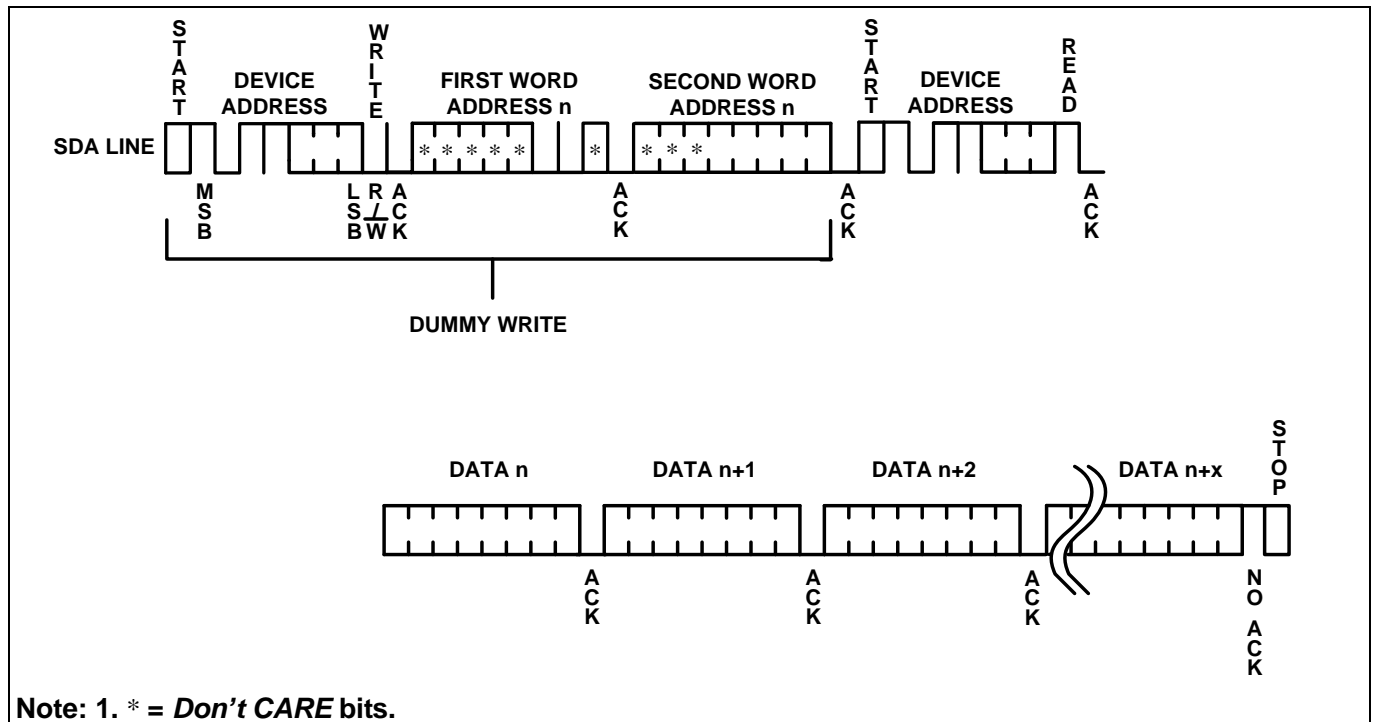 START
WRITE
START
READ
DEVICE
ADDRESS
FIRST WORD
ADDRESS n
SECOND WORD
ADDRESS n
DEVICE
ADDRESS
SDA LINE
* * * * *
*
* * *
MSB
LSB
R/W
ACK
ACK
ACK
ACK
DUMMY WRITE
DATA n
DATA n+1
DATA n+2
DATA n+x
STOP
ACK
ACK
ACK
NO ACK
Note: 1. * = Don't CARE bits.